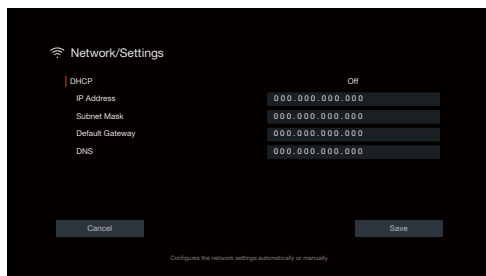 Network/Settings
DHCP Off
IP Address 000.000.000.000
Subnet Mask 000.000.000.000
Default Gateway 000.000.000.000
DNS 000.000.000.000
Cancel Save
Configures the network settings automatically or manually.